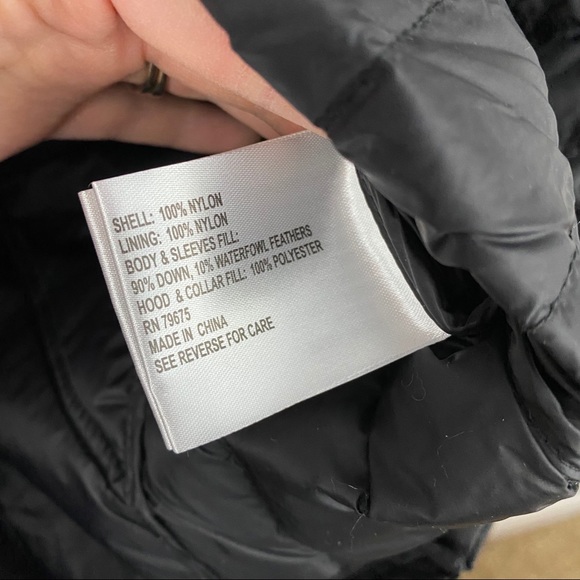 SHELL: 100% NYLON
LINING: 100% NYLON
BODY & SLEEVES FILL:
90% DOWN, 10% WATERFOWL FEATHERS
HOOD & COLLAR FILL: 100% POLYESTER
RN 79675
MADE IN CHINA
SEE REVERSE FOR CARE